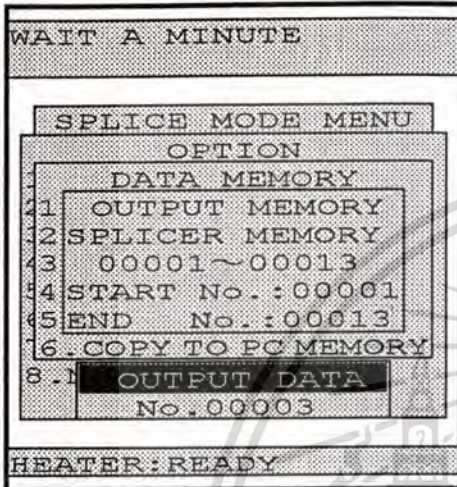 WAIT A MINUTE
SPLICE MODE MENU
OPTION
DATA MEMORY
OUTPUT MEMORY
SPLICER MEMORY
00001~00013
START No.:00001
END No.:00013
6.COPY TO PC MEMORY
8.
OUTPUT DATA
No.00003
HEATER:READY